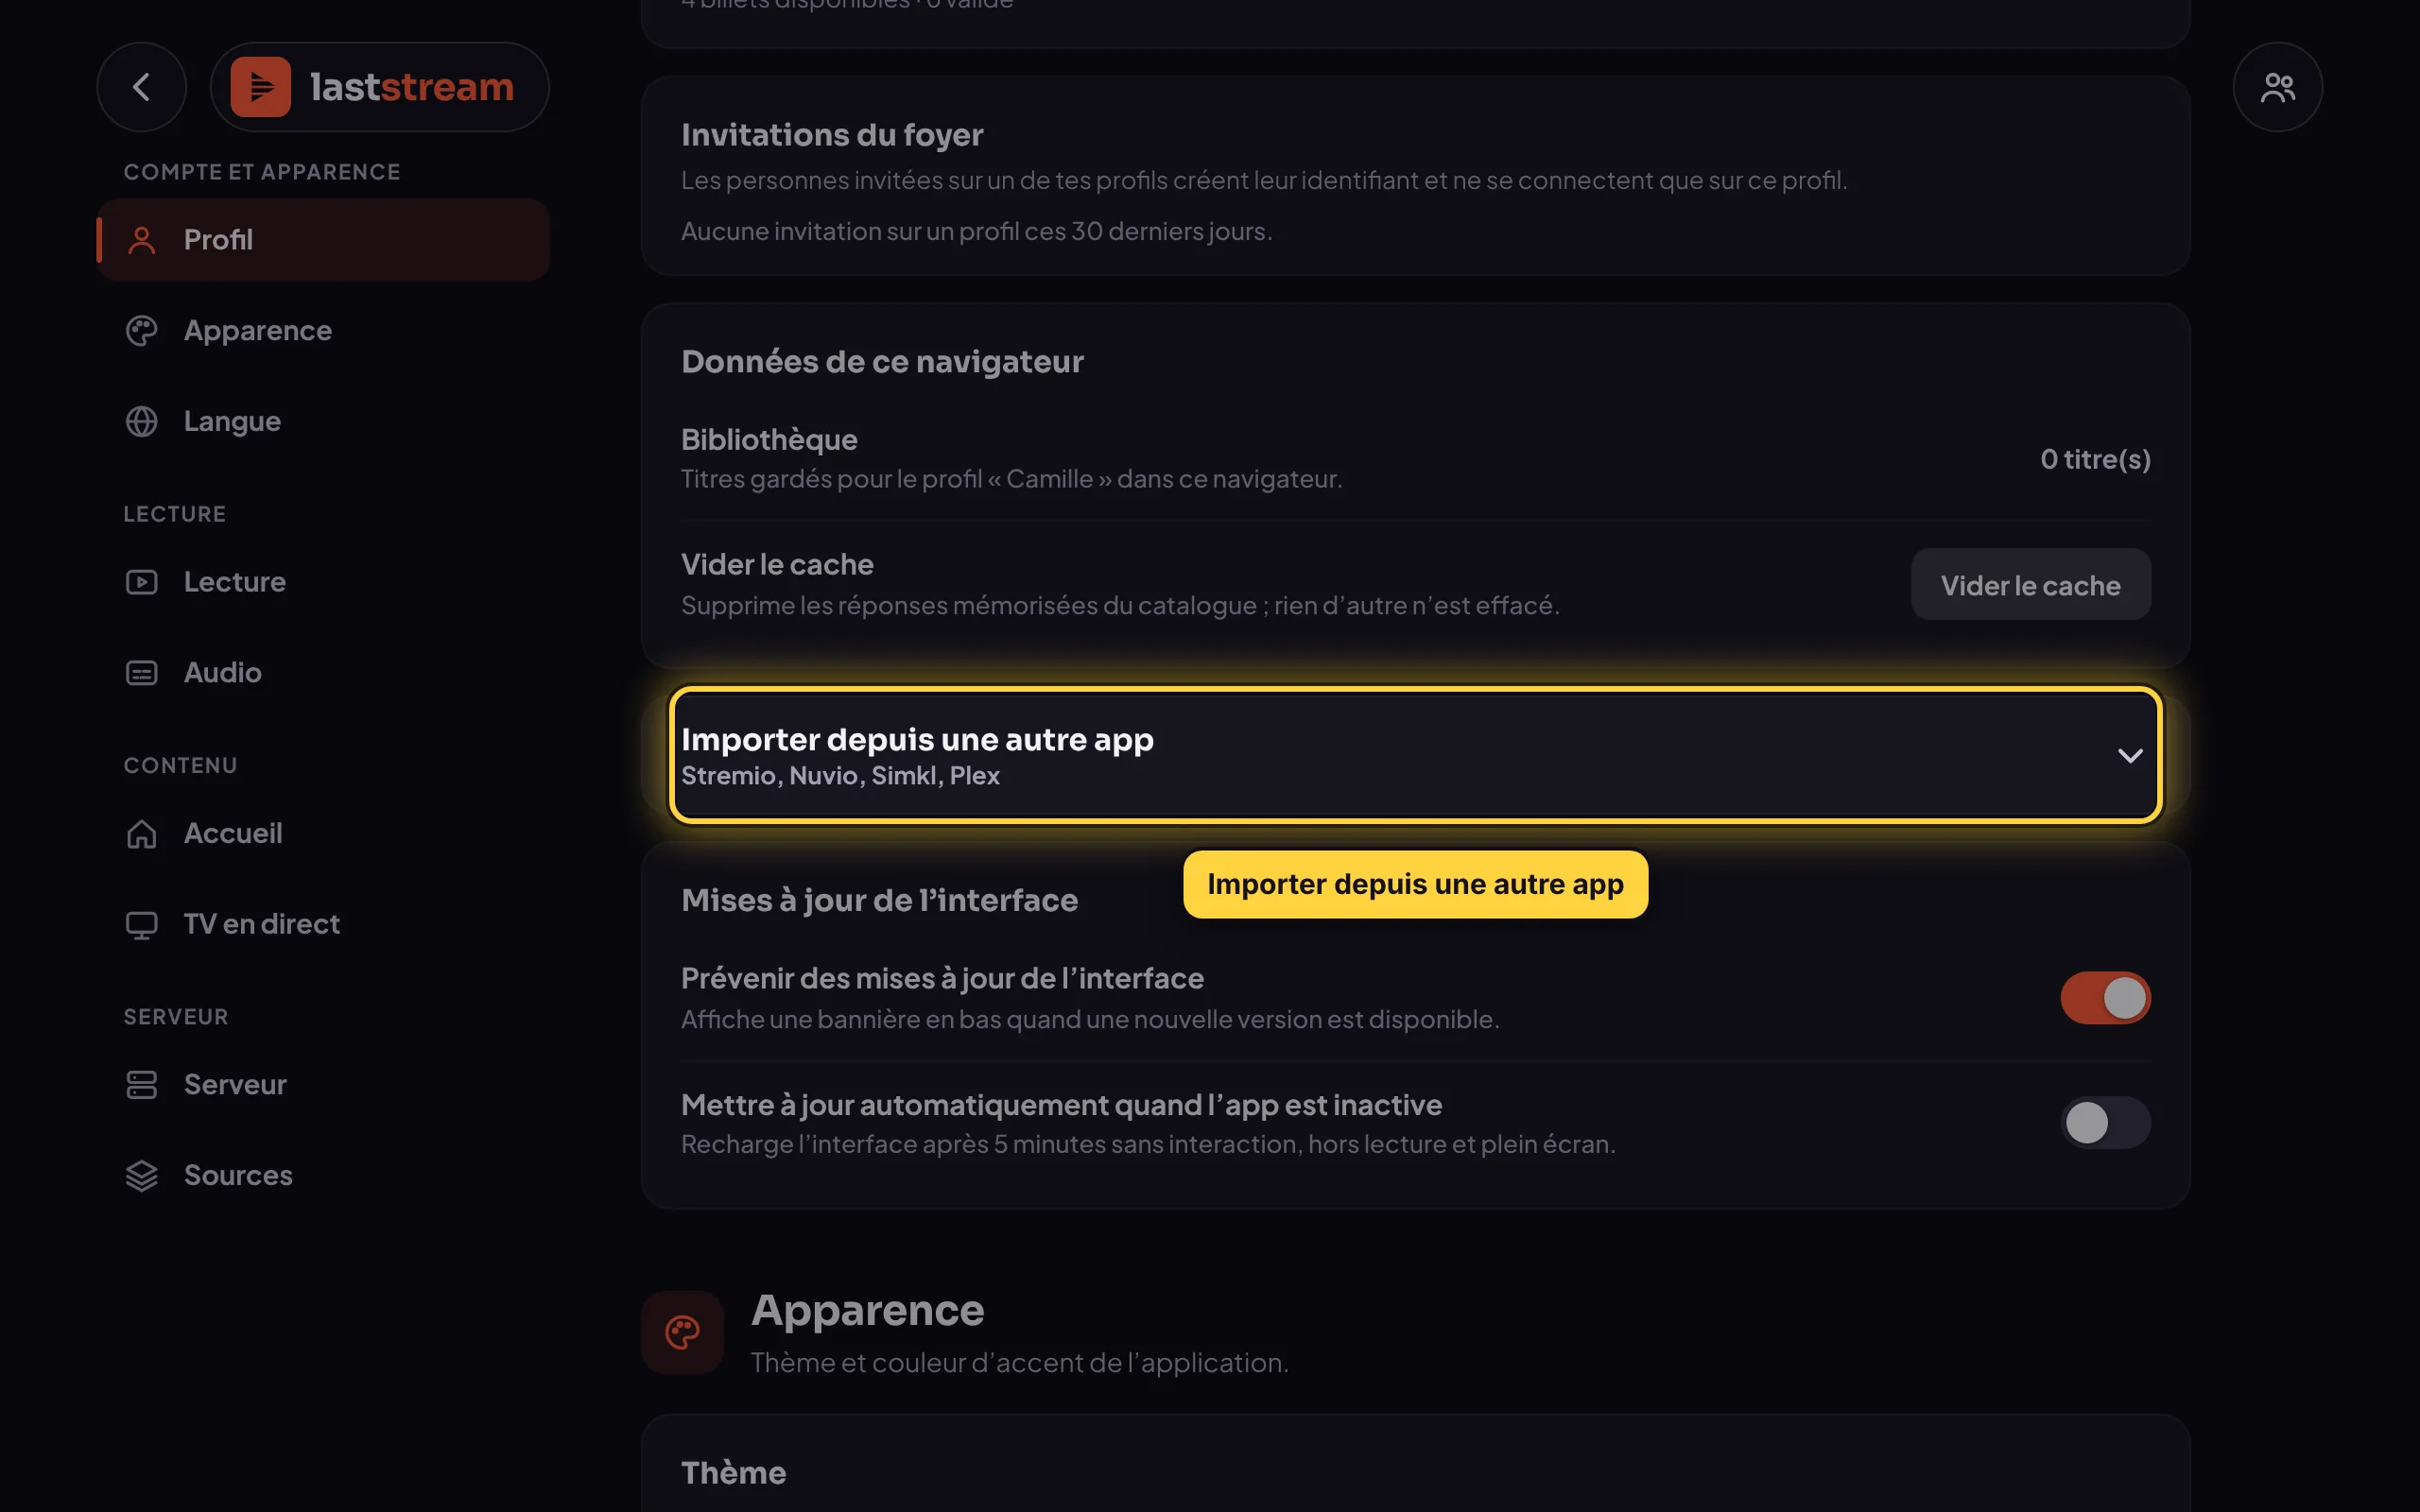 4 billets disponibles · 0 validé
laststream
COMPTE ET APPARENCE
Profil
Apparence
Langue
LECTURE
Lecture
Audio
CONTENU
Accueil
TV en direct
SERVEUR
Serveur
Sources
Invitations du foyer
Les personnes invitées sur un de tes profils créent leur identifiant et ne se connectent que sur ce profil.
Aucune invitation sur un profil ces 30 derniers jours.
Données de ce navigateur
Bibliothèque
Titres gardés pour le profil « Camille » dans ce navigateur.
0 titre(s)
Vider le cache
Supprime les réponses mémorisées du catalogue ; rien d’autre n’est effacé.
Vider le cache
Importer depuis une autre app
Stremio, Nuvio, Simkl, Plex
Importer depuis une autre app
Mises à jour de l’interface
Prévenir des mises à jour de l’interface
Affiche une bannière en bas quand une nouvelle version est disponible.
Mettre à jour automatiquement quand l’app est inactive
Recharge l’interface après 5 minutes sans interaction, hors lecture et plein écran.
Apparence
Thème et couleur d’accent de l’application.
Thème